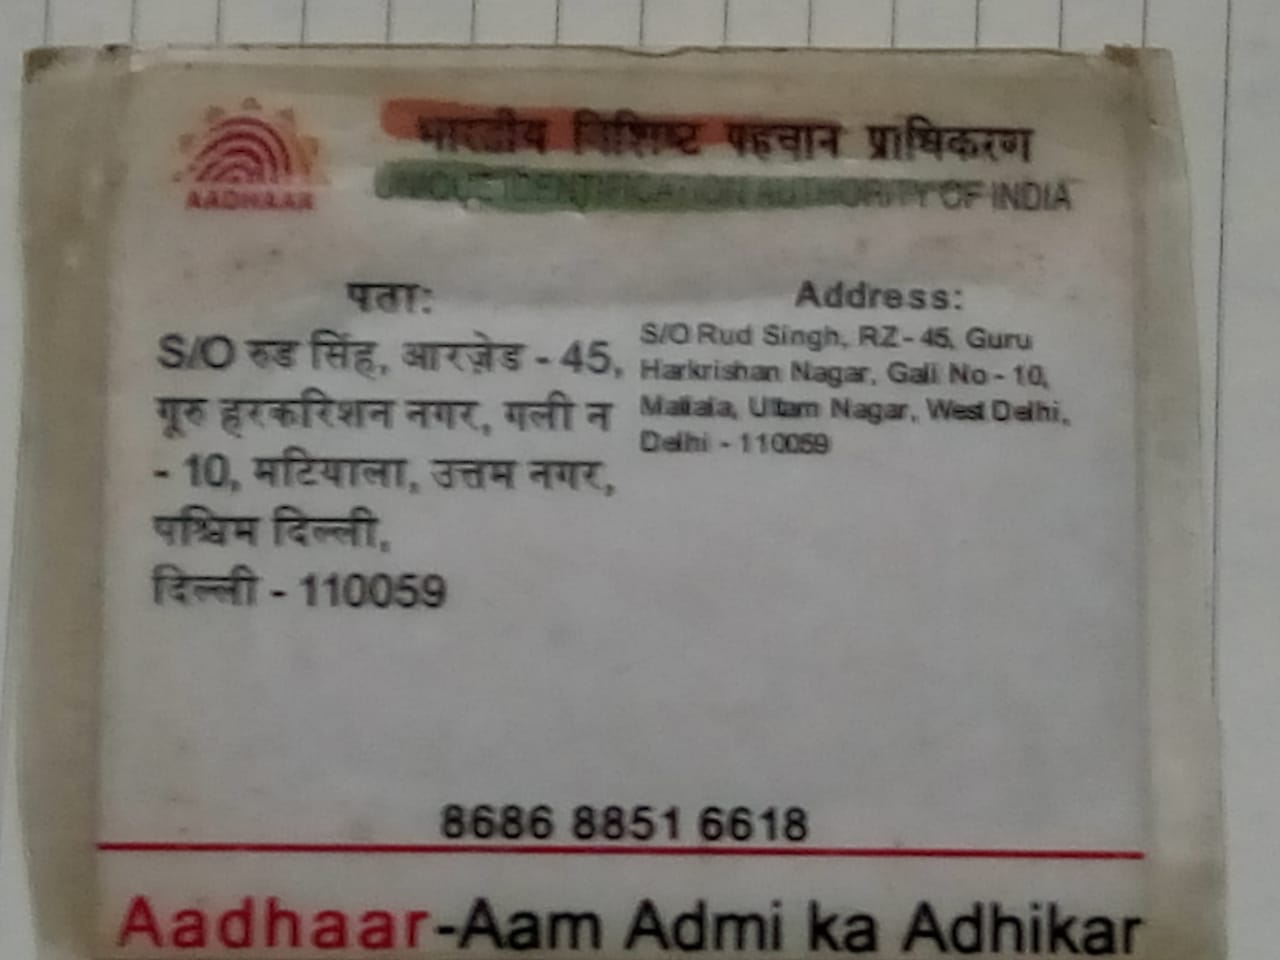 भारतीय विशिष्ट पहचान प्राधिकरण
UNIQUE IDENTIFICATION AUTHORITY OF INDIA
AADHAAR
पता:
S/O रुड सिंह, आरज़ेड - 45,
गूरु हरकरिशन नगर, गली न
- 10, मटियाला, उत्तम नगर,
पश्चिम दिल्ली,
दिल्ली - 110059
Address:
S/O Rud Singh, RZ - 45, Guru
Harkrishan Nagar, Gali No - 10,
Matiala, Uttam Nagar, West Delhi,
Delhi - 110059
8686 8851 6618
Aadhaar-Aam Admi ka Adhikar